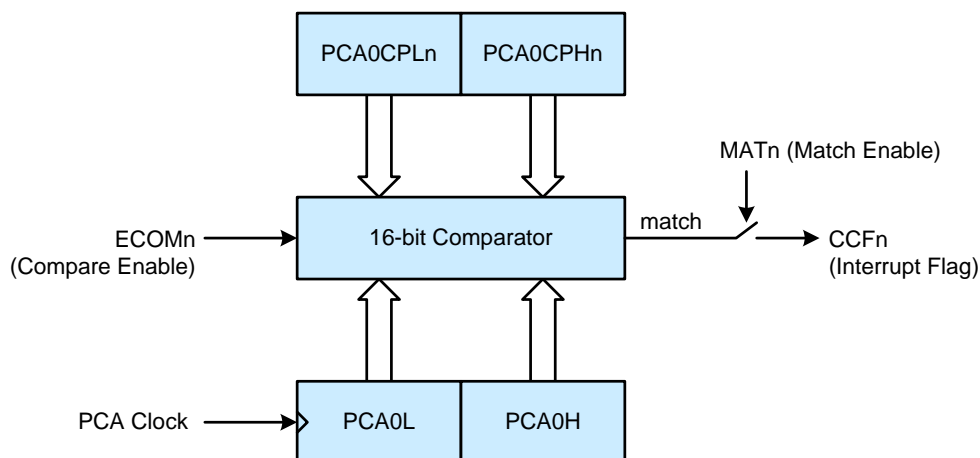 PCA0CPLn PCA0CPHn
MATn (Match Enable)
ECOMn
(Compare Enable)
16-bit Comparator
match
CCFn
(Interrupt Flag)
PCA Clock
PCA0L PCA0H